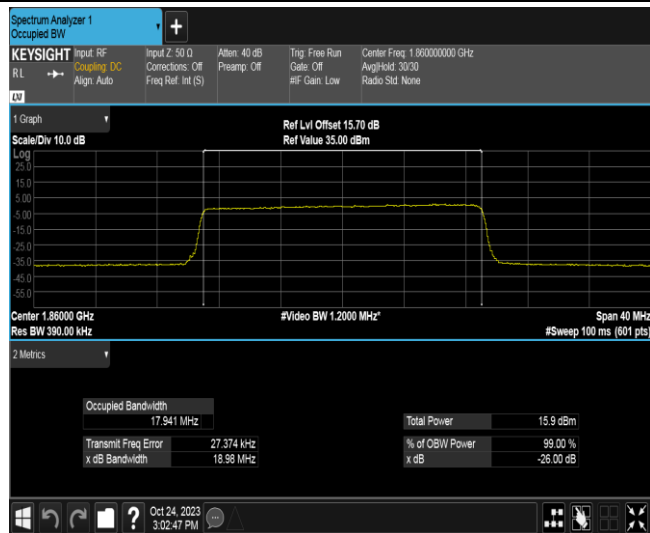 Spectrum Analyzer 1
Occupied BW
+
KEYSIGHT
RL
Input: RF
Coupling: DC
Align: Auto
Input Z: 50 Ω
Corrections: Off
Freq Ref: Int (S)
Atten: 40 dB
Preamp: Off
Trig: Free Run
Gate: Off
#IF Gain: Low
Center Freq: 1.860000000 GHz
Avg|Hold: 30/30
Radio Std: None
1 Graph
Scale/Div 10.0 dB
Ref Lvl Offset 15.70 dB
Ref Value 35.00 dBm
Log
25.0
15.0
5.00
-5.00
-15.0
-25.0
-35.0
-45.0
-55.0
Center 1.86000 GHz
Res BW 390.00 kHz
#Video BW 1.2000 MHz*
Span 40 MHz
#Sweep 100 ms (601 pts)
2 Metrics
Occupied Bandwidth
17.941 MHz
Transmit Freq Error 27.374 kHz
x dB Bandwidth 18.98 MHz
Total Power 15.9 dBm
% of OBW Power 99.00 %
x dB -26.00 dB
?
Oct 24, 2023
3:02:47 PM